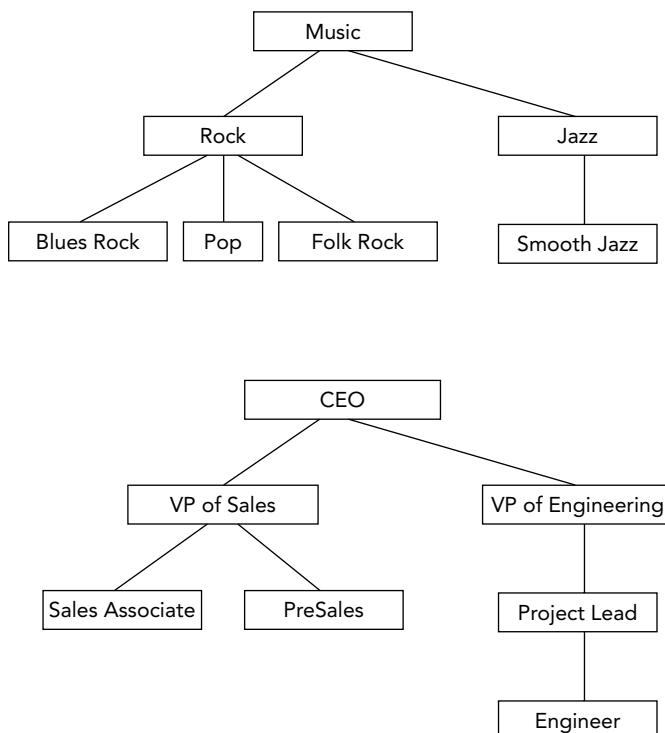 Music
Rock Jazz
Blues Rock Pop Folk Rock Smooth Jazz
CEO
VP of Sales VP of Engineering
Sales Associate PreSales Project Lead
Engineer